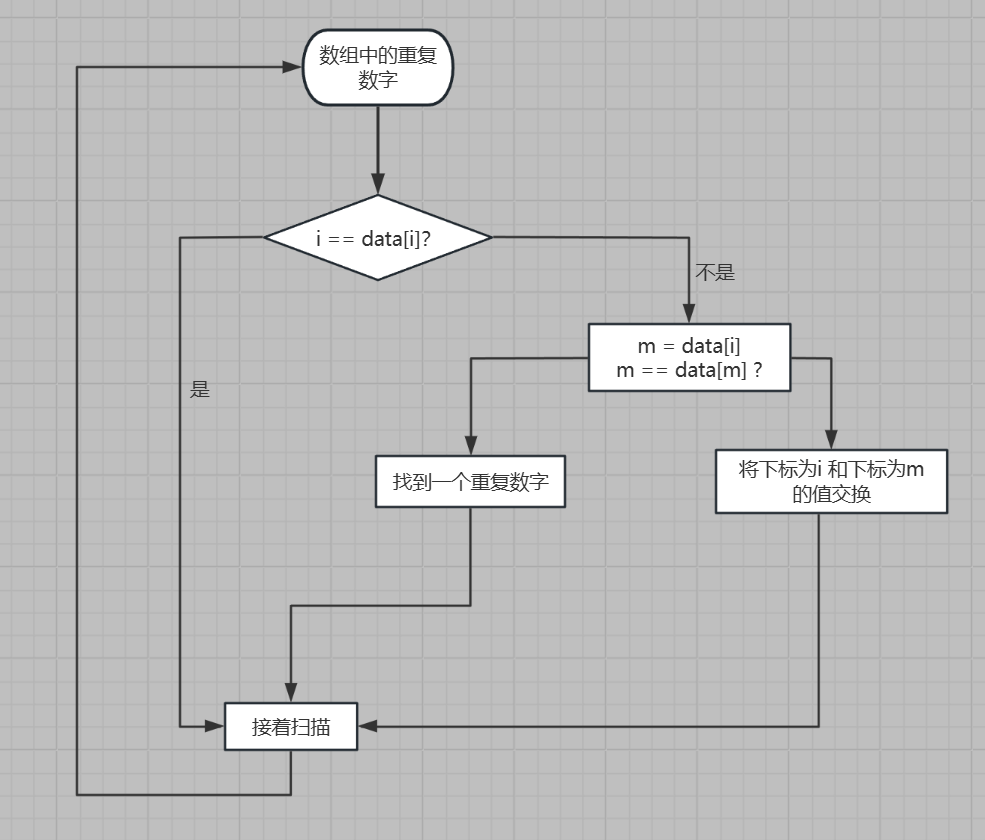 数组中的重复
数字
i == data[i]?
不是
m = data[i]
m == data[m] ?
是
找到一个重复数字
将下标为i 和下标为m
的值交换
接着扫描